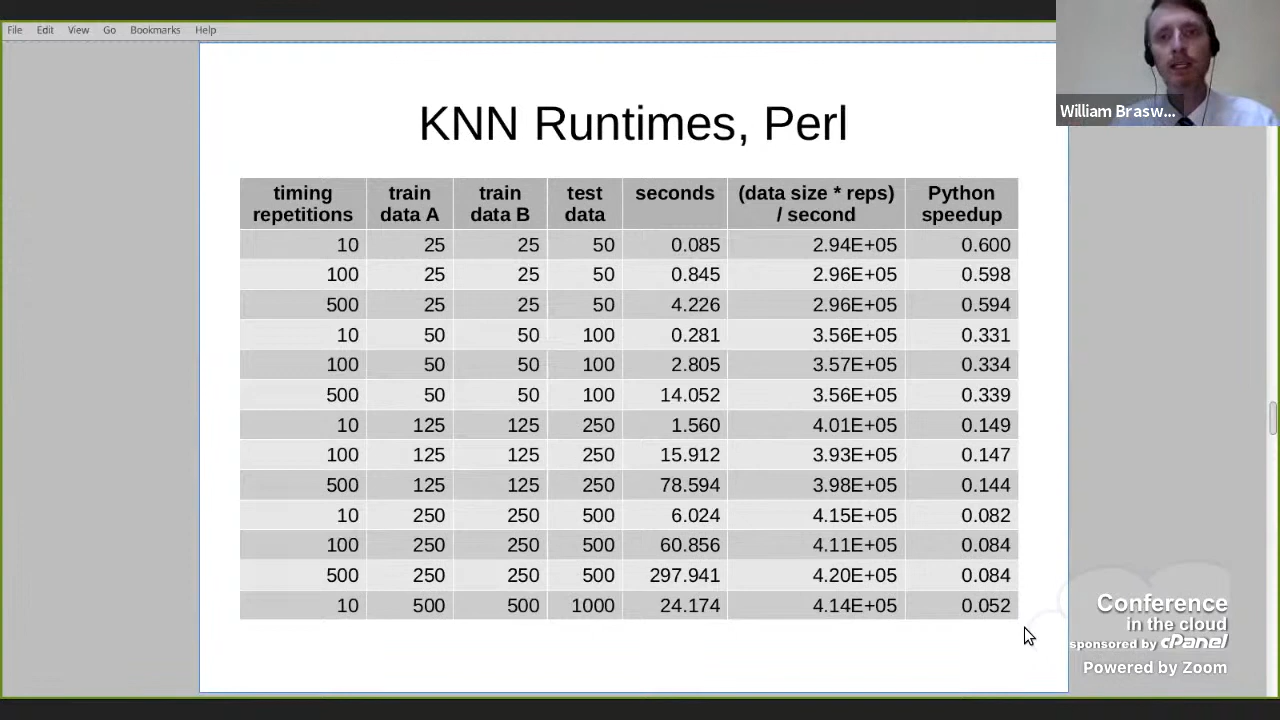 File Edit View Go Bookmarks Help
William Brasw...
KNN Runtimes, Perl
timing repetitions train data A train data B test data seconds (data size * reps) / second Python speedup
10 25 25 50 0.085 2.94E+05 0.600
100 25 25 50 0.845 2.96E+05 0.598
500 25 25 50 4.226 2.96E+05 0.594
10 50 50 100 0.281 3.56E+05 0.331
100 50 50 100 2.805 3.57E+05 0.334
500 50 50 100 14.052 3.56E+05 0.339
10 125 125 250 1.560 4.01E+05 0.149
100 125 125 250 15.912 3.93E+05 0.147
500 125 125 250 78.594 3.98E+05 0.144
10 250 250 500 6.024 4.15E+05 0.082
100 250 250 500 60.856 4.11E+05 0.084
500 250 250 500 297.941 4.20E+05 0.084
10 500 500 1000 24.174 4.14E+05 0.052
Conference
in the cloud
sponsored by cPanel
Powered by Zoom